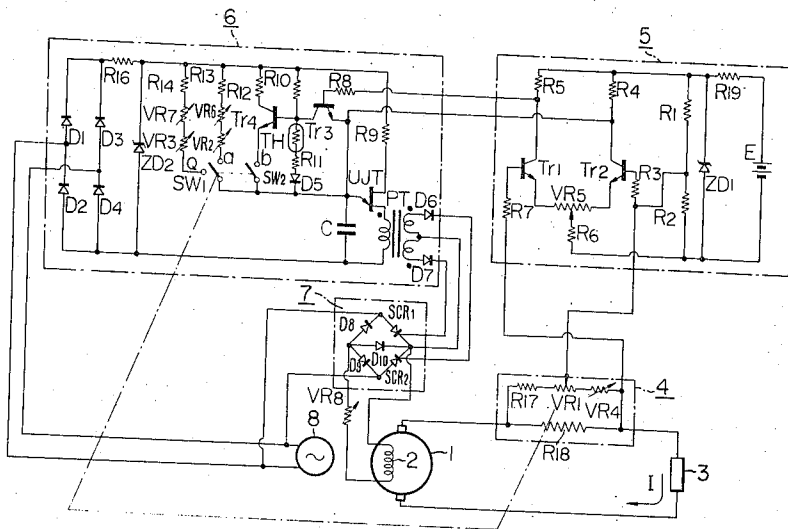 6
5
R16
R14
R13
R12
R10
R8
R5
R4
R1
R19
VR7
VR6
Tr4
TH
Tr3
R9
E
D1
D3
VR3
VR2
ZD2
Q
a
b
SW1
SW2
R11
D5
UJT
PT
D6
Tr1
Tr2
R3
ZD1
R7
VR5
R2
R6
D2
D4
C
D7
7
D8
SCR1
D10
D9
SCR2
VR8
4
R17
VR1
VR4
R18
8
2
1
I
3